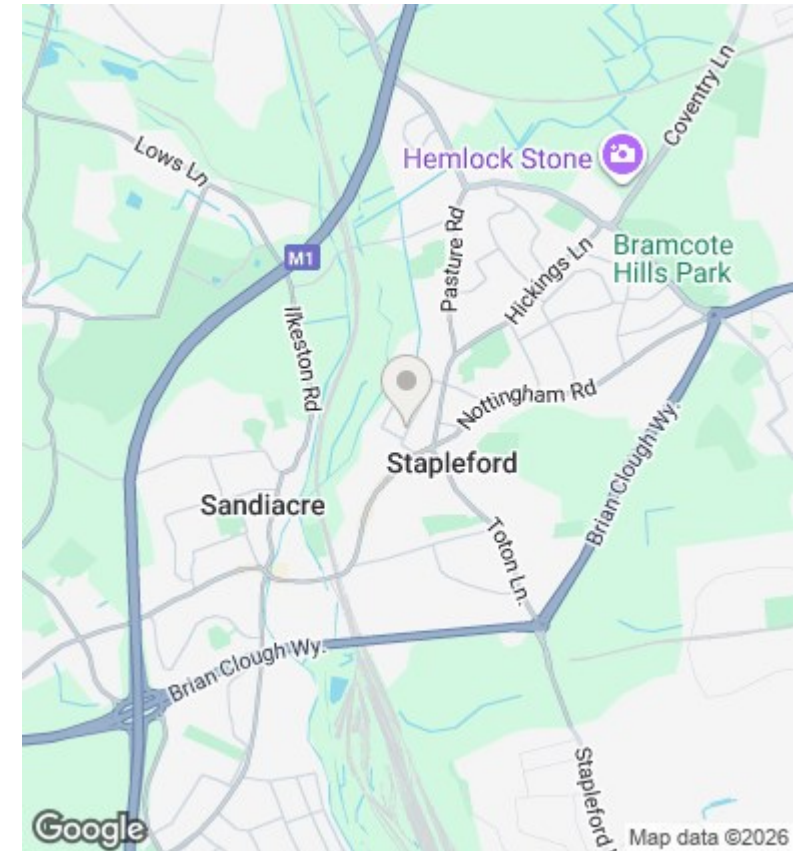 Coventry Ln
Lows Ln
Hemlock Stone
M1
Pasture Rd
Hickings Ln
Bramcote
Hills Park
Ilkeston Rd
Nottingham Rd
Stapleford
Sandiacre
Brian Clough Wy.
Toton Ln.
Brian Clough Wy.
Stapleford
Google
Map data ©2026